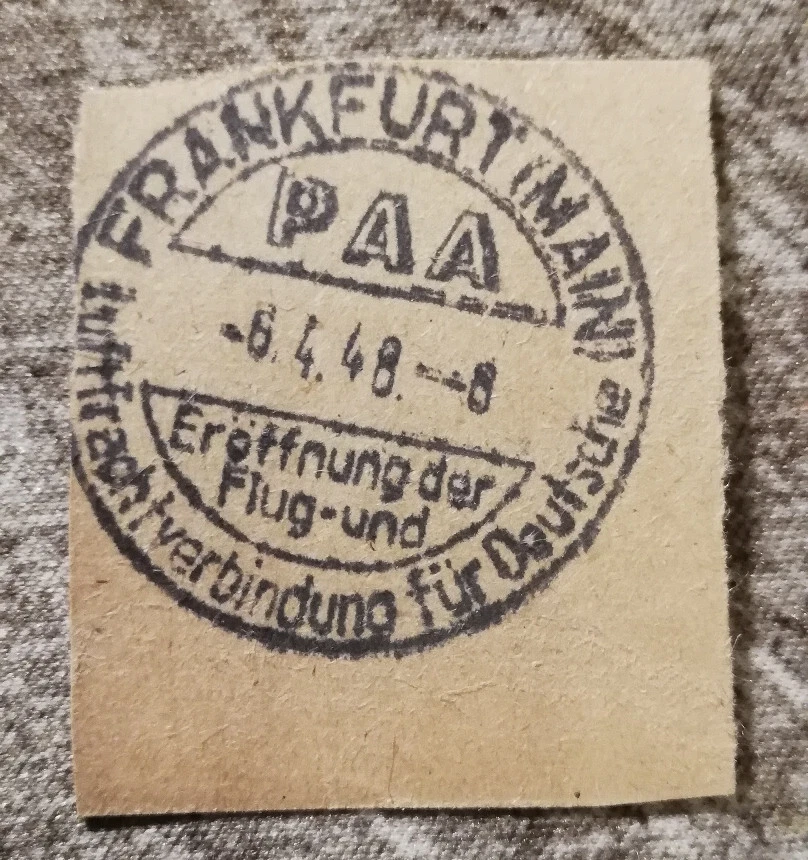 FRANKFURT (MAIN)
PAA
-6.4.48.--8
Eröffnung der
Flug-und
Luftfrachtverbindung für Deutsche